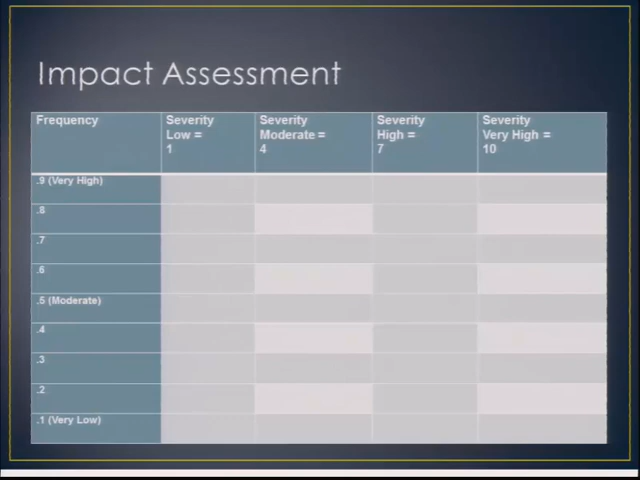 Impact Assessment
Frequency
Severity
Low =
1
Severity
Moderate =
4
Severity
High =
7
Severity
Very High =
10
.9 (Very High)
.8
.7
.6
.5 (Moderate)
.4
.3
.2
.1 (Very Low)